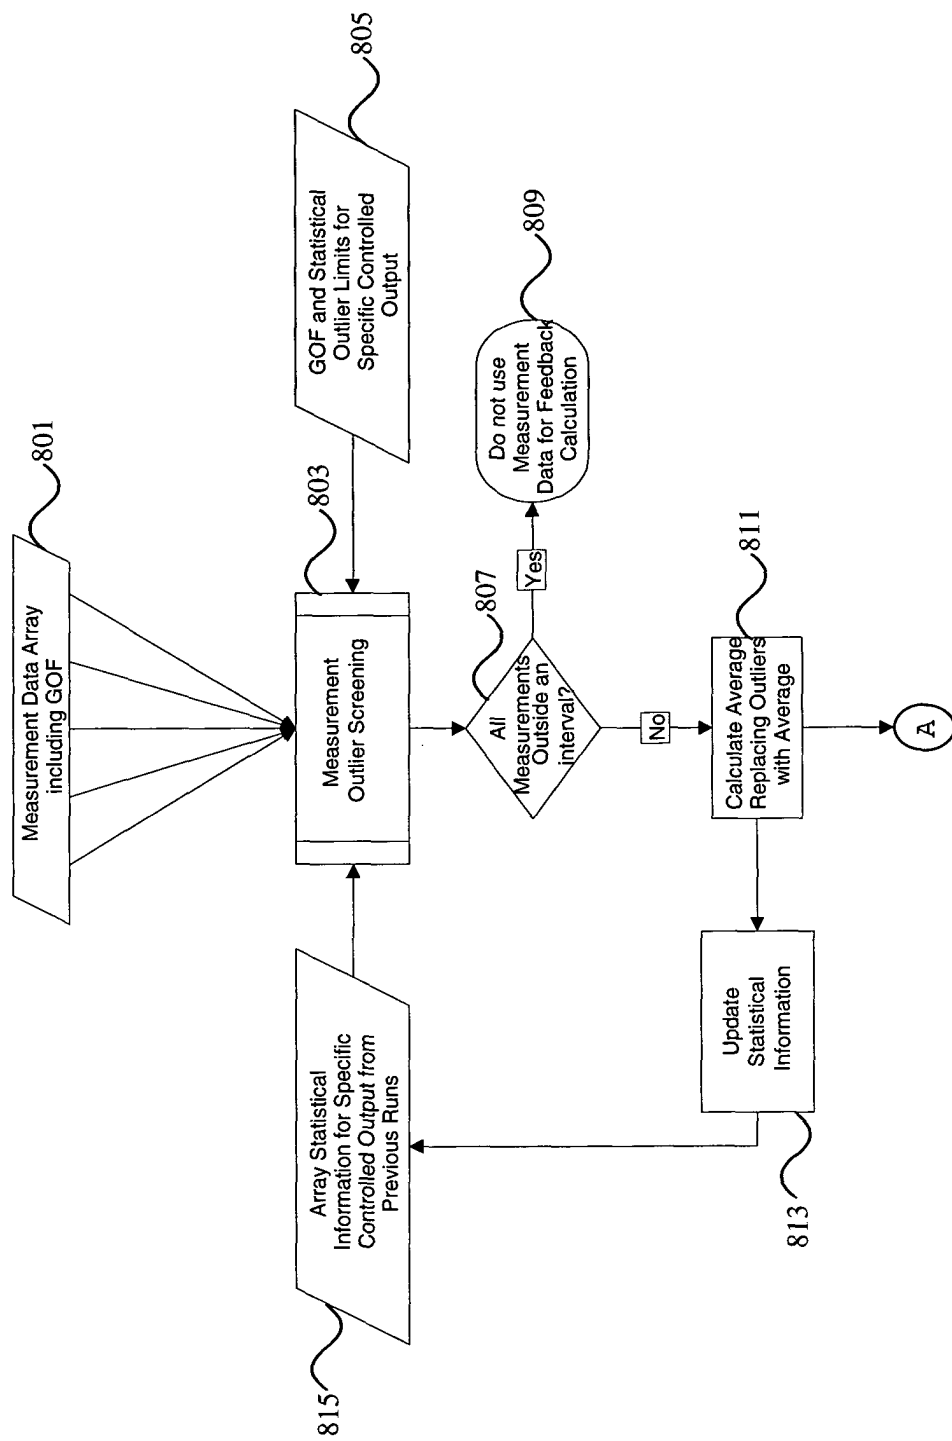 801
Measurement Data Array
including GOF
805
GOF and Statistical
Outlier Limits for
Specific Controlled
Output
803
Measurement
Outlier Screening
815
Array Statistical
Information for Specific
Controlled Output from
Previous Runs
807
All
Measurements
Outside an
interval?
Yes
809
Do not use
Measurement
Data for Feedback
Calculation
No
811
Calculate Average
Replacing Outliers
with Average
813
Update
Statistical
Information
A